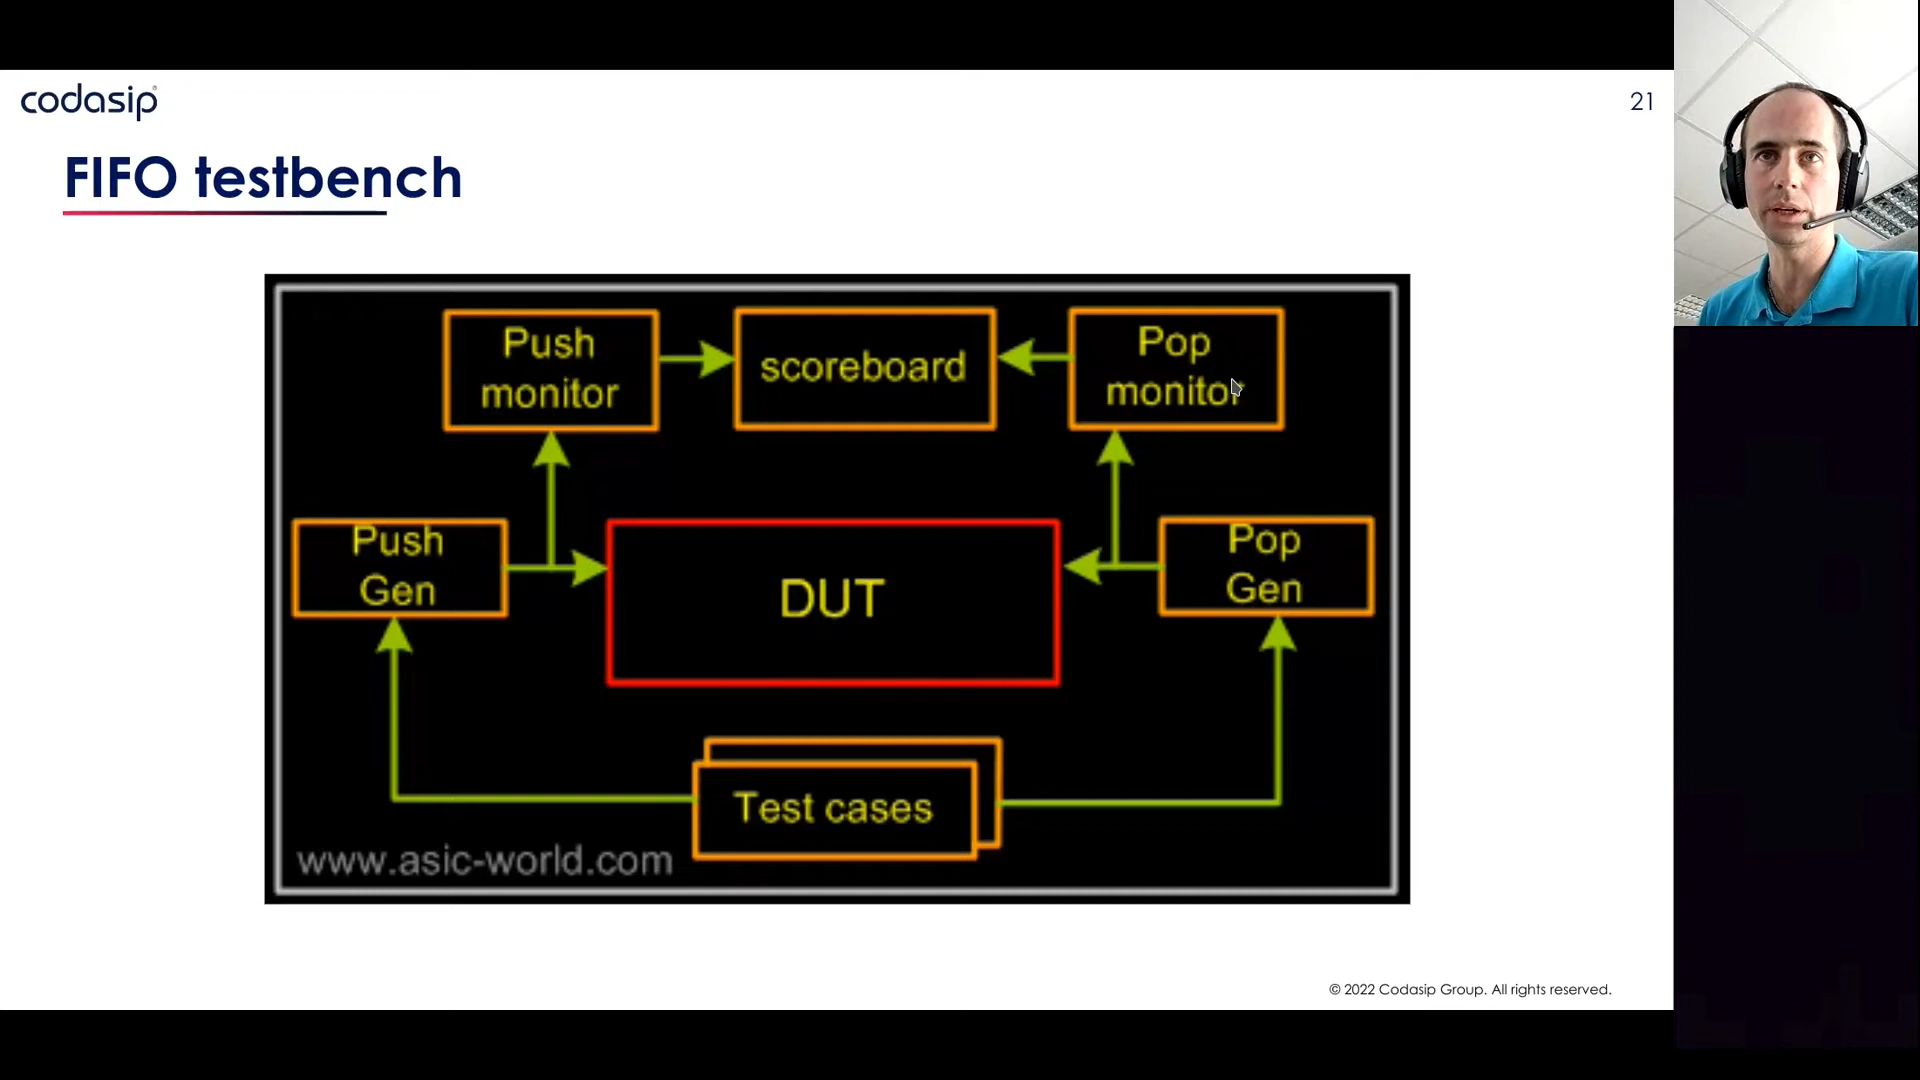 codasip
21
FIFO testbench
Push
monitor
scoreboard
Pop
monitor
Push
Gen
DUT
Pop
Gen
Test cases
www.asic-world.com
© 2022 Codasip Group. All rights reserved.